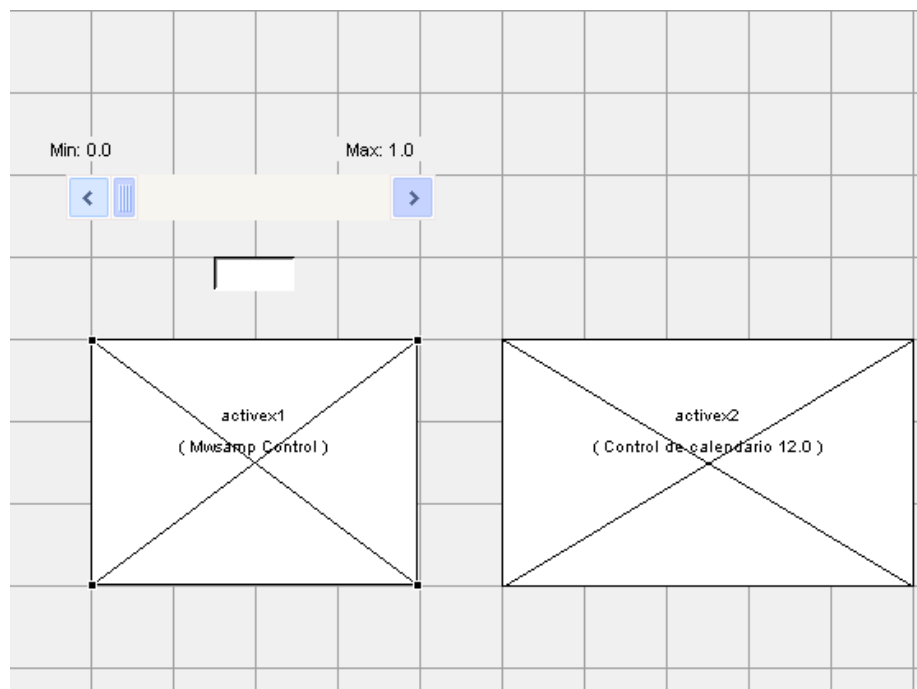 Min: 0.0
Max: 1.0
activex1
( Mwsamp Control )
activex2
( Control de calendario 12.0 )